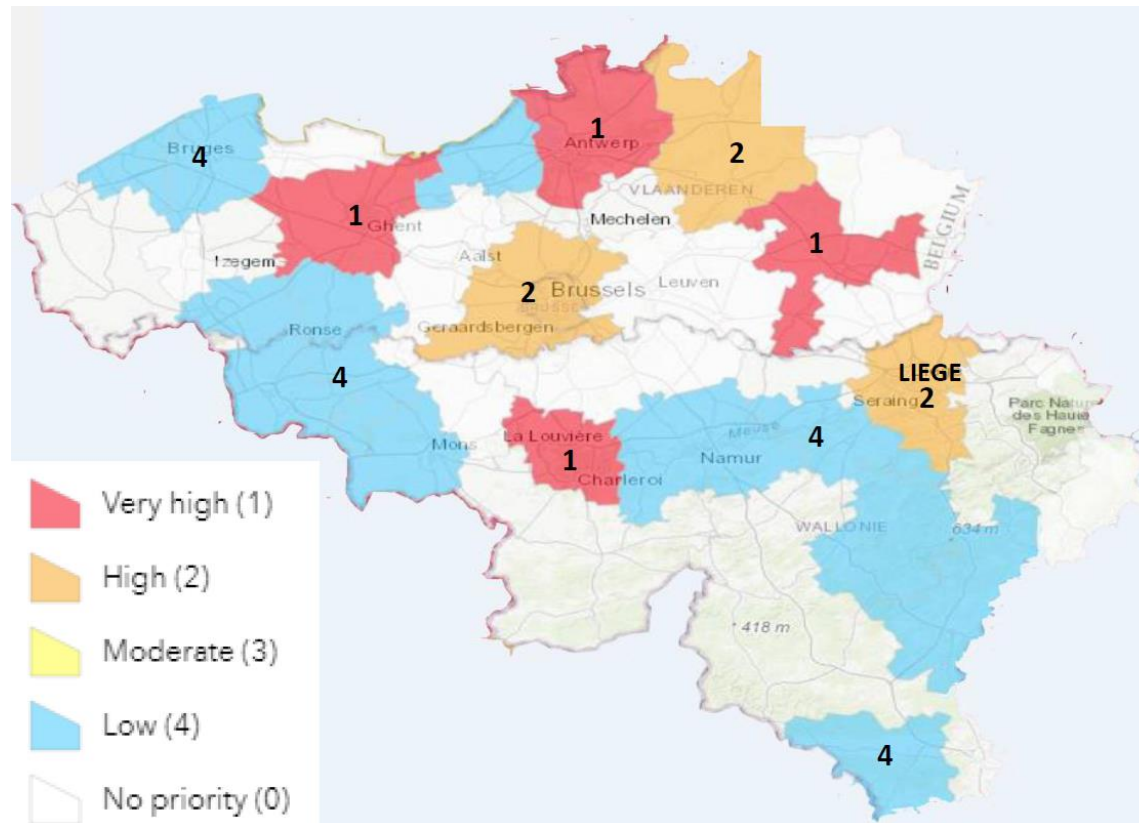 1
Antwerp
4
Bruges
2
VLAANDEREN
1
Ghent
Mechelen
BELGIUM
1
Izegem
Aalst
2
Brussels
Leuven
Geraardsbergen
Ronse
4
LIEGE
2
Seraing
Parc Natu
des Haute
Fagnes
Mons
La Louvière
1
Charleroi
Meuse
4
Namur
WALLONIE
634 m
418 m
4
Very high (1)
High (2)
Moderate (3)
Low (4)
No priority (0)